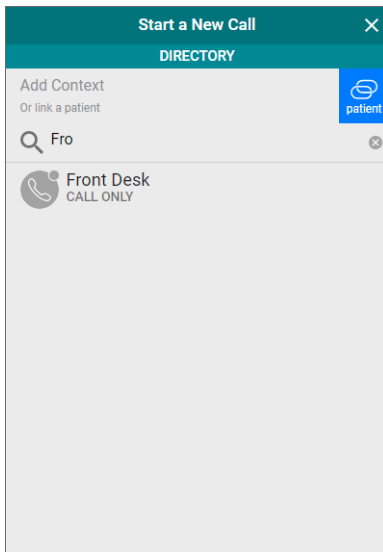 Start a New Call
DIRECTORY
Add Context
Or link a patient
patient
Fro
Front Desk
CALL ONLY